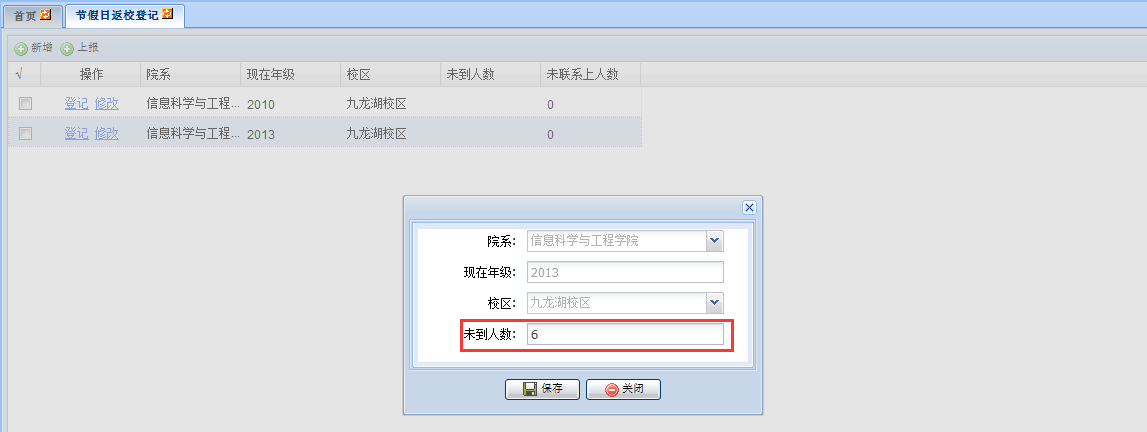 首页 节假日返校登记
新增 上报
√ 操作 院系 现在年级 校区 未到人数 未联系上人数
登记 修改 信息科学与工程... 2010 九龙湖校区 0
登记 修改 信息科学与工程... 2013 九龙湖校区 0
院系: 信息科学与工程学院
现在年级: 2013
校区: 九龙湖校区
未到人数: 6
保存 关闭